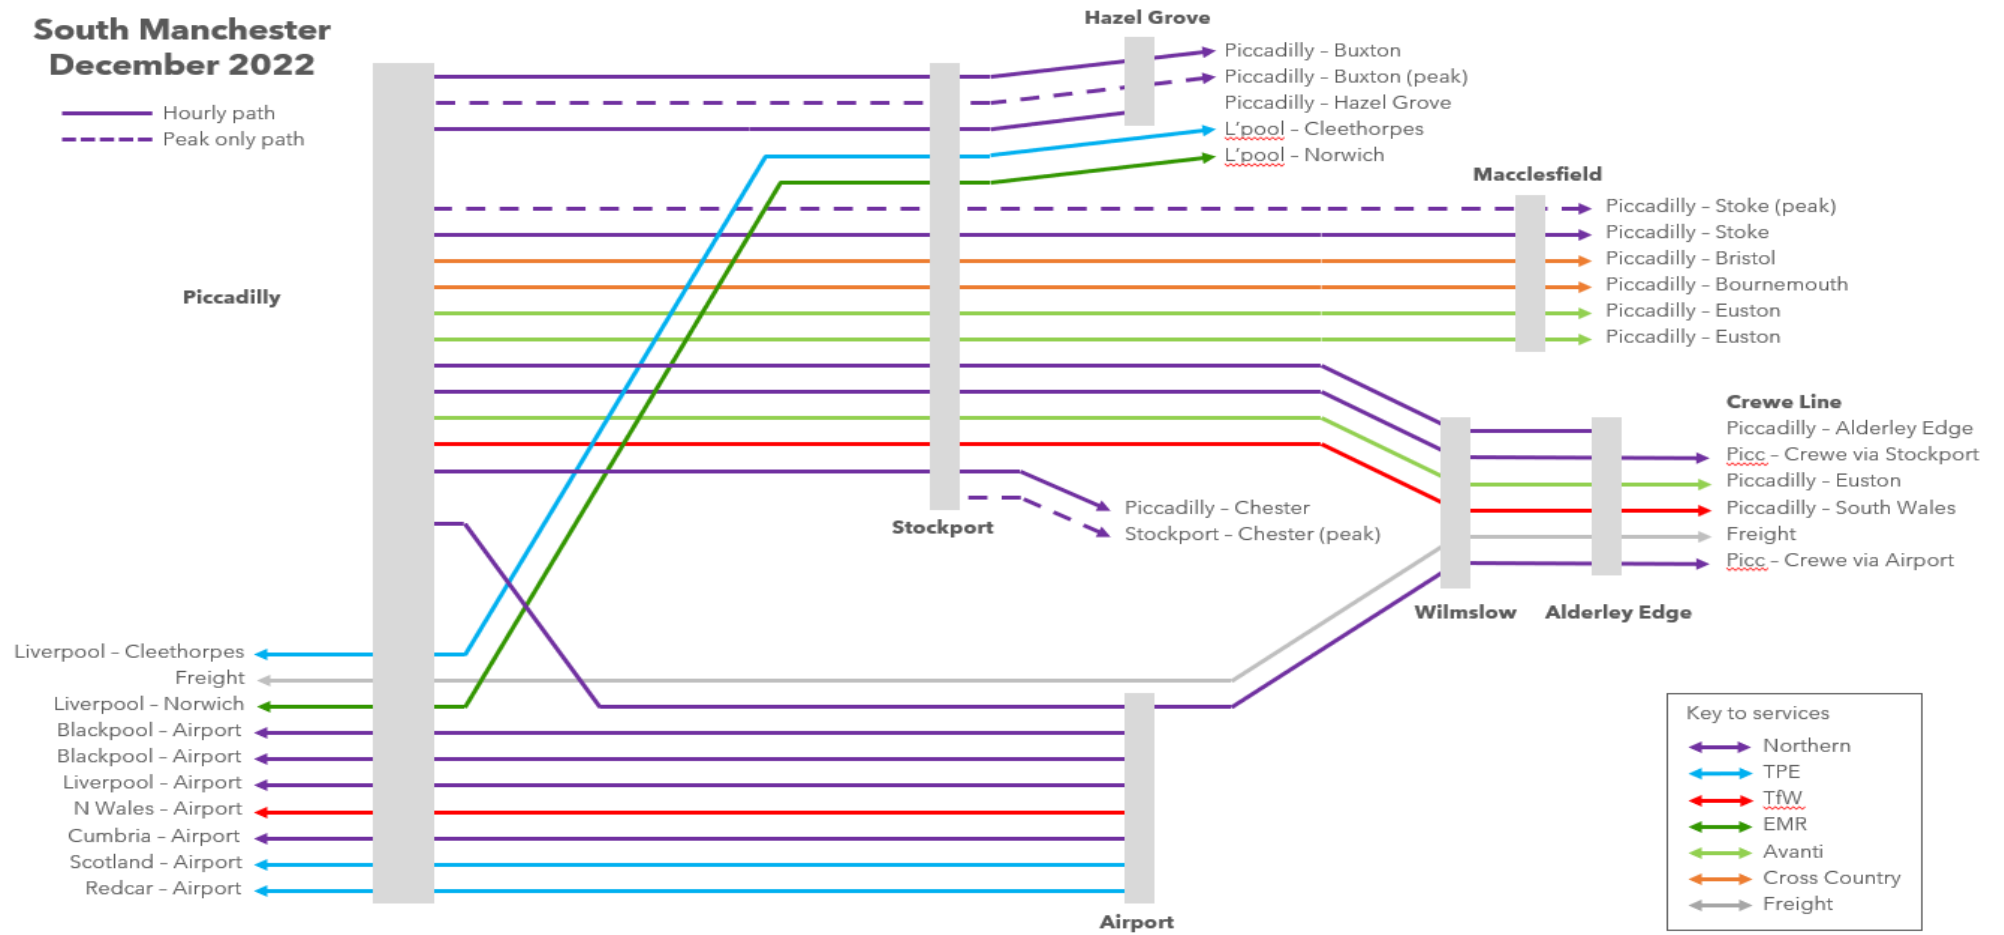 South Manchester
December 2022
Hourly path
Peak only path
Hazel Grove
Piccadilly – Buxton
Piccadilly – Buxton (peak)
Piccadilly – Hazel Grove
L’pool – Cleethorpes
L’pool – Norwich
Macclesfield
Piccadilly – Stoke (peak)
Piccadilly – Stoke
Piccadilly – Bristol
Piccadilly – Bournemouth
Piccadilly – Euston
Piccadilly – Euston
Piccadilly
Crewe Line
Piccadilly – Alderley Edge
Picc – Crewe via Stockport
Piccadilly – Euston
Piccadilly – South Wales
Freight
Picc – Crewe via Airport
Stockport
Piccadilly – Chester
Stockport – Chester (peak)
Wilmslow
Alderley Edge
Liverpool – Cleethorpes
Freight
Liverpool – Norwich
Blackpool – Airport
Blackpool – Airport
Liverpool – Airport
N Wales – Airport
Cumbria – Airport
Scotland – Airport
Redcar – Airport
Airport
Key to services
Northern
TPE
TfW
EMR
Avanti
Cross Country
Freight